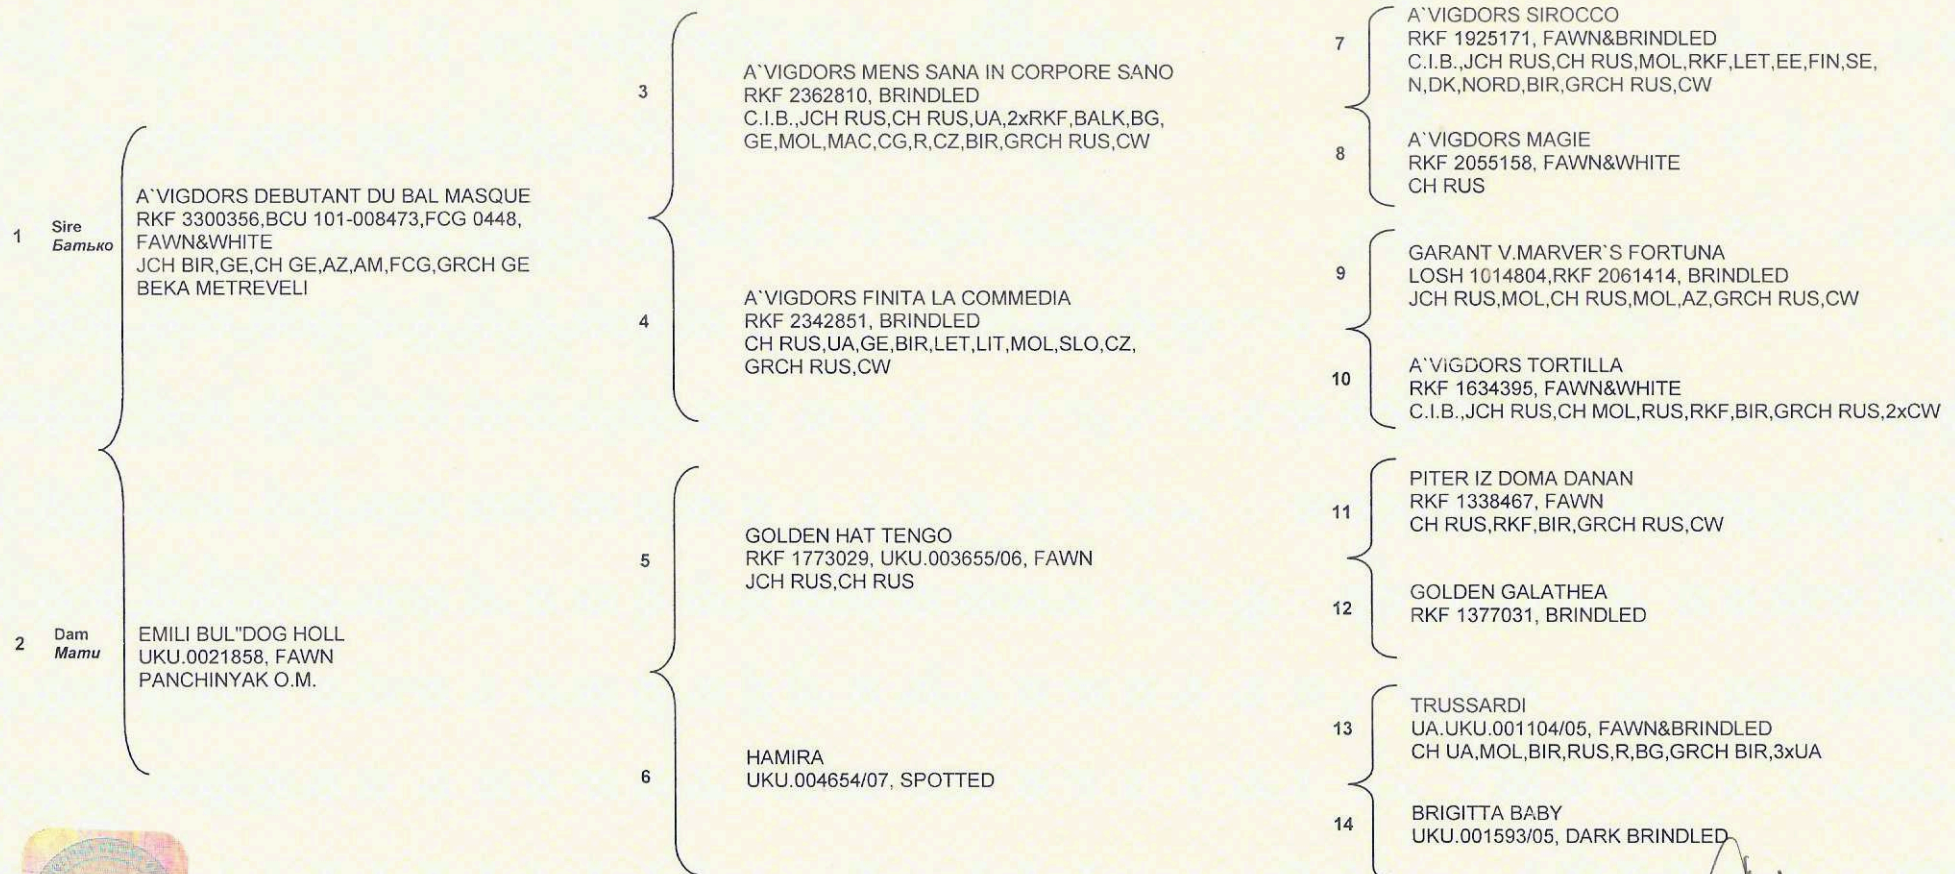 1
Sire
Батько
A`VIGDORS DEBUTANT DU BAL MASQUE
RKF 3300356,BCU 101-008473,FCG 0448,
FAWN&WHITE
JCH BIR,GE,CH GE,AZ,AM,FCG,GRCH GE
BEKA METREVELI
2
Dam
Мати
EMILI BUL"DOG HOLL
UKU.0021858, FAWN
PANCHINYAK O.M.
3
A`VIGDORS MENS SANA IN CORPORE SANO
RKF 2362810, BRINDLED
C.I.B.,JCH RUS,CH RUS,UA,2xRKF,BALK,BG,
GE,MOL,MAC,CG,R,CZ,BIR,GRCH RUS,CW
4
A`VIGDORS FINITA LA COMMEDIA
RKF 2342851, BRINDLED
CH RUS,UA,GE,BIR,LET,LIT,MOL,SLO,CZ,
GRCH RUS,CW
5
GOLDEN HAT TENGO
RKF 1773029, UKU.003655/06, FAWN
JCH RUS,CH RUS
6
HAMIRA
UKU.004654/07, SPOTTED
7
A`VIGDORS SIROCCO
RKF 1925171, FAWN&BRINDLED
C.I.B.,JCH RUS,CH RUS,MOL,RKF,LET,EE,FIN,SE,
N,DK,NORD,BIR,GRCH RUS,CW
8
A`VIGDORS MAGIE
RKF 2055158, FAWN&WHITE
CH RUS
9
GARANT V.MARVER`S FORTUNA
LOSH 1014804,RKF 2061414, BRINDLED
JCH RUS,MOL,CH RUS,MOL,AZ,GRCH RUS,CW
10
A`VIGDORS TORTILLA
RKF 1634395, FAWN&WHITE
C.I.B.,JCH RUS,CH MOL,RUS,RKF,BIR,GRCH RUS,2xCW
11
PITER IZ DOMA DANAN
RKF 1338467, FAWN
CH RUS,RKF,BIR,GRCH RUS,CW
12
GOLDEN GALATHEA
RKF 1377031, BRINDLED
13
TRUSSARDI
UA.UKU.001104/05, FAWN&BRINDLED
CH UA,MOL,BIR,RUS,R,BG,GRCH BIR,3xUA
14
BRIGITTA BABY
UKU.001593/05, DARK BRINDLED